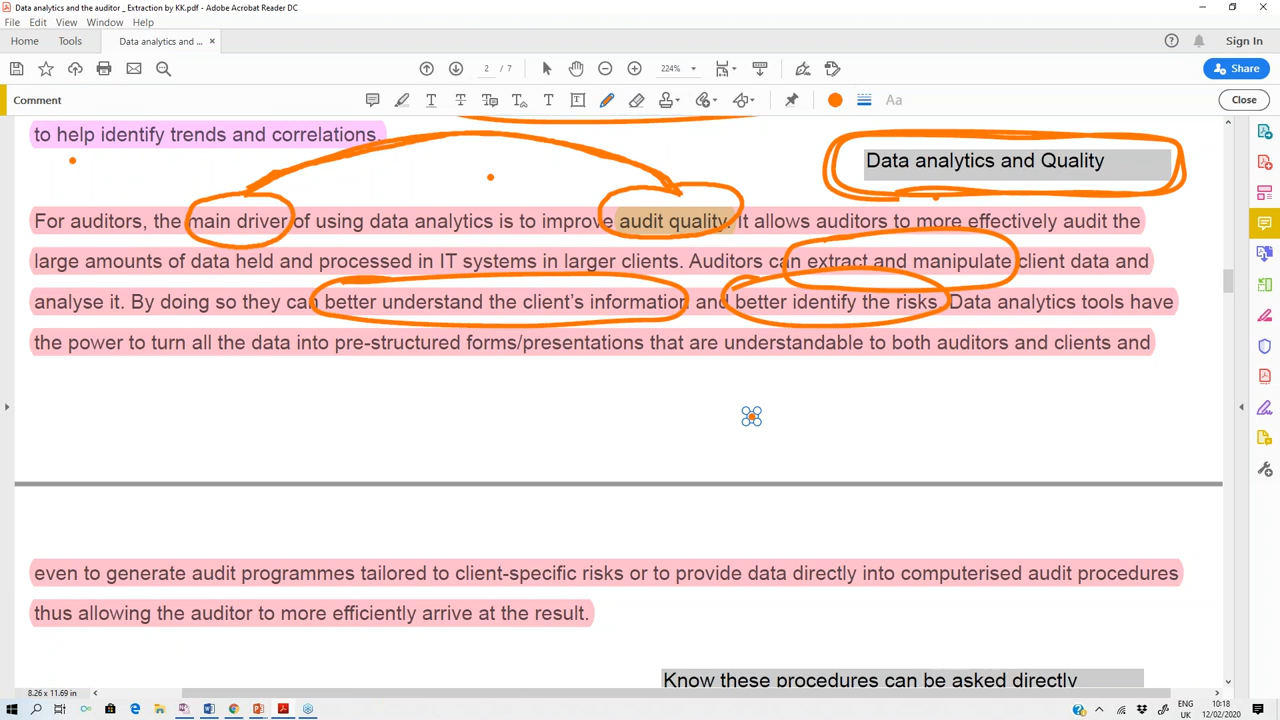 Data analytics and the auditor _ Extraction by KK.pdf - Adobe Acrobat Reader DC
File Edit View Window Help
Home Tools Data analytics and ... × Sign In
2 / 7 224% Share
Comment Aa Close
to help identify trends and correlations.
Data analytics and Quality
For auditors, the main driver of using data analytics is to improve audit quality. It allows auditors to more effectively audit the
large amounts of data held and processed in IT systems in larger clients. Auditors can extract and manipulate client data and
analyse it. By doing so they can better understand the client's information and better identify the risks. Data analytics tools have
the power to turn all the data into pre-structured forms/presentations that are understandable to both auditors and clients and
even to generate audit programmes tailored to client-specific risks or to provide data directly into computerised audit procedures
thus allowing the auditor to more efficiently arrive at the result.
Know these procedures can be asked directly
8.26 x 11.69 in
ENG 10:18
UK 12/02/2020